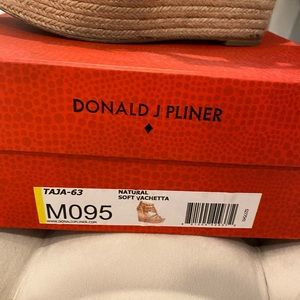 DONALD J PLINER
TAJA-63
NATURAL
SOFT VACHETTA
M095
WWW.DONALDJPLINER.COM